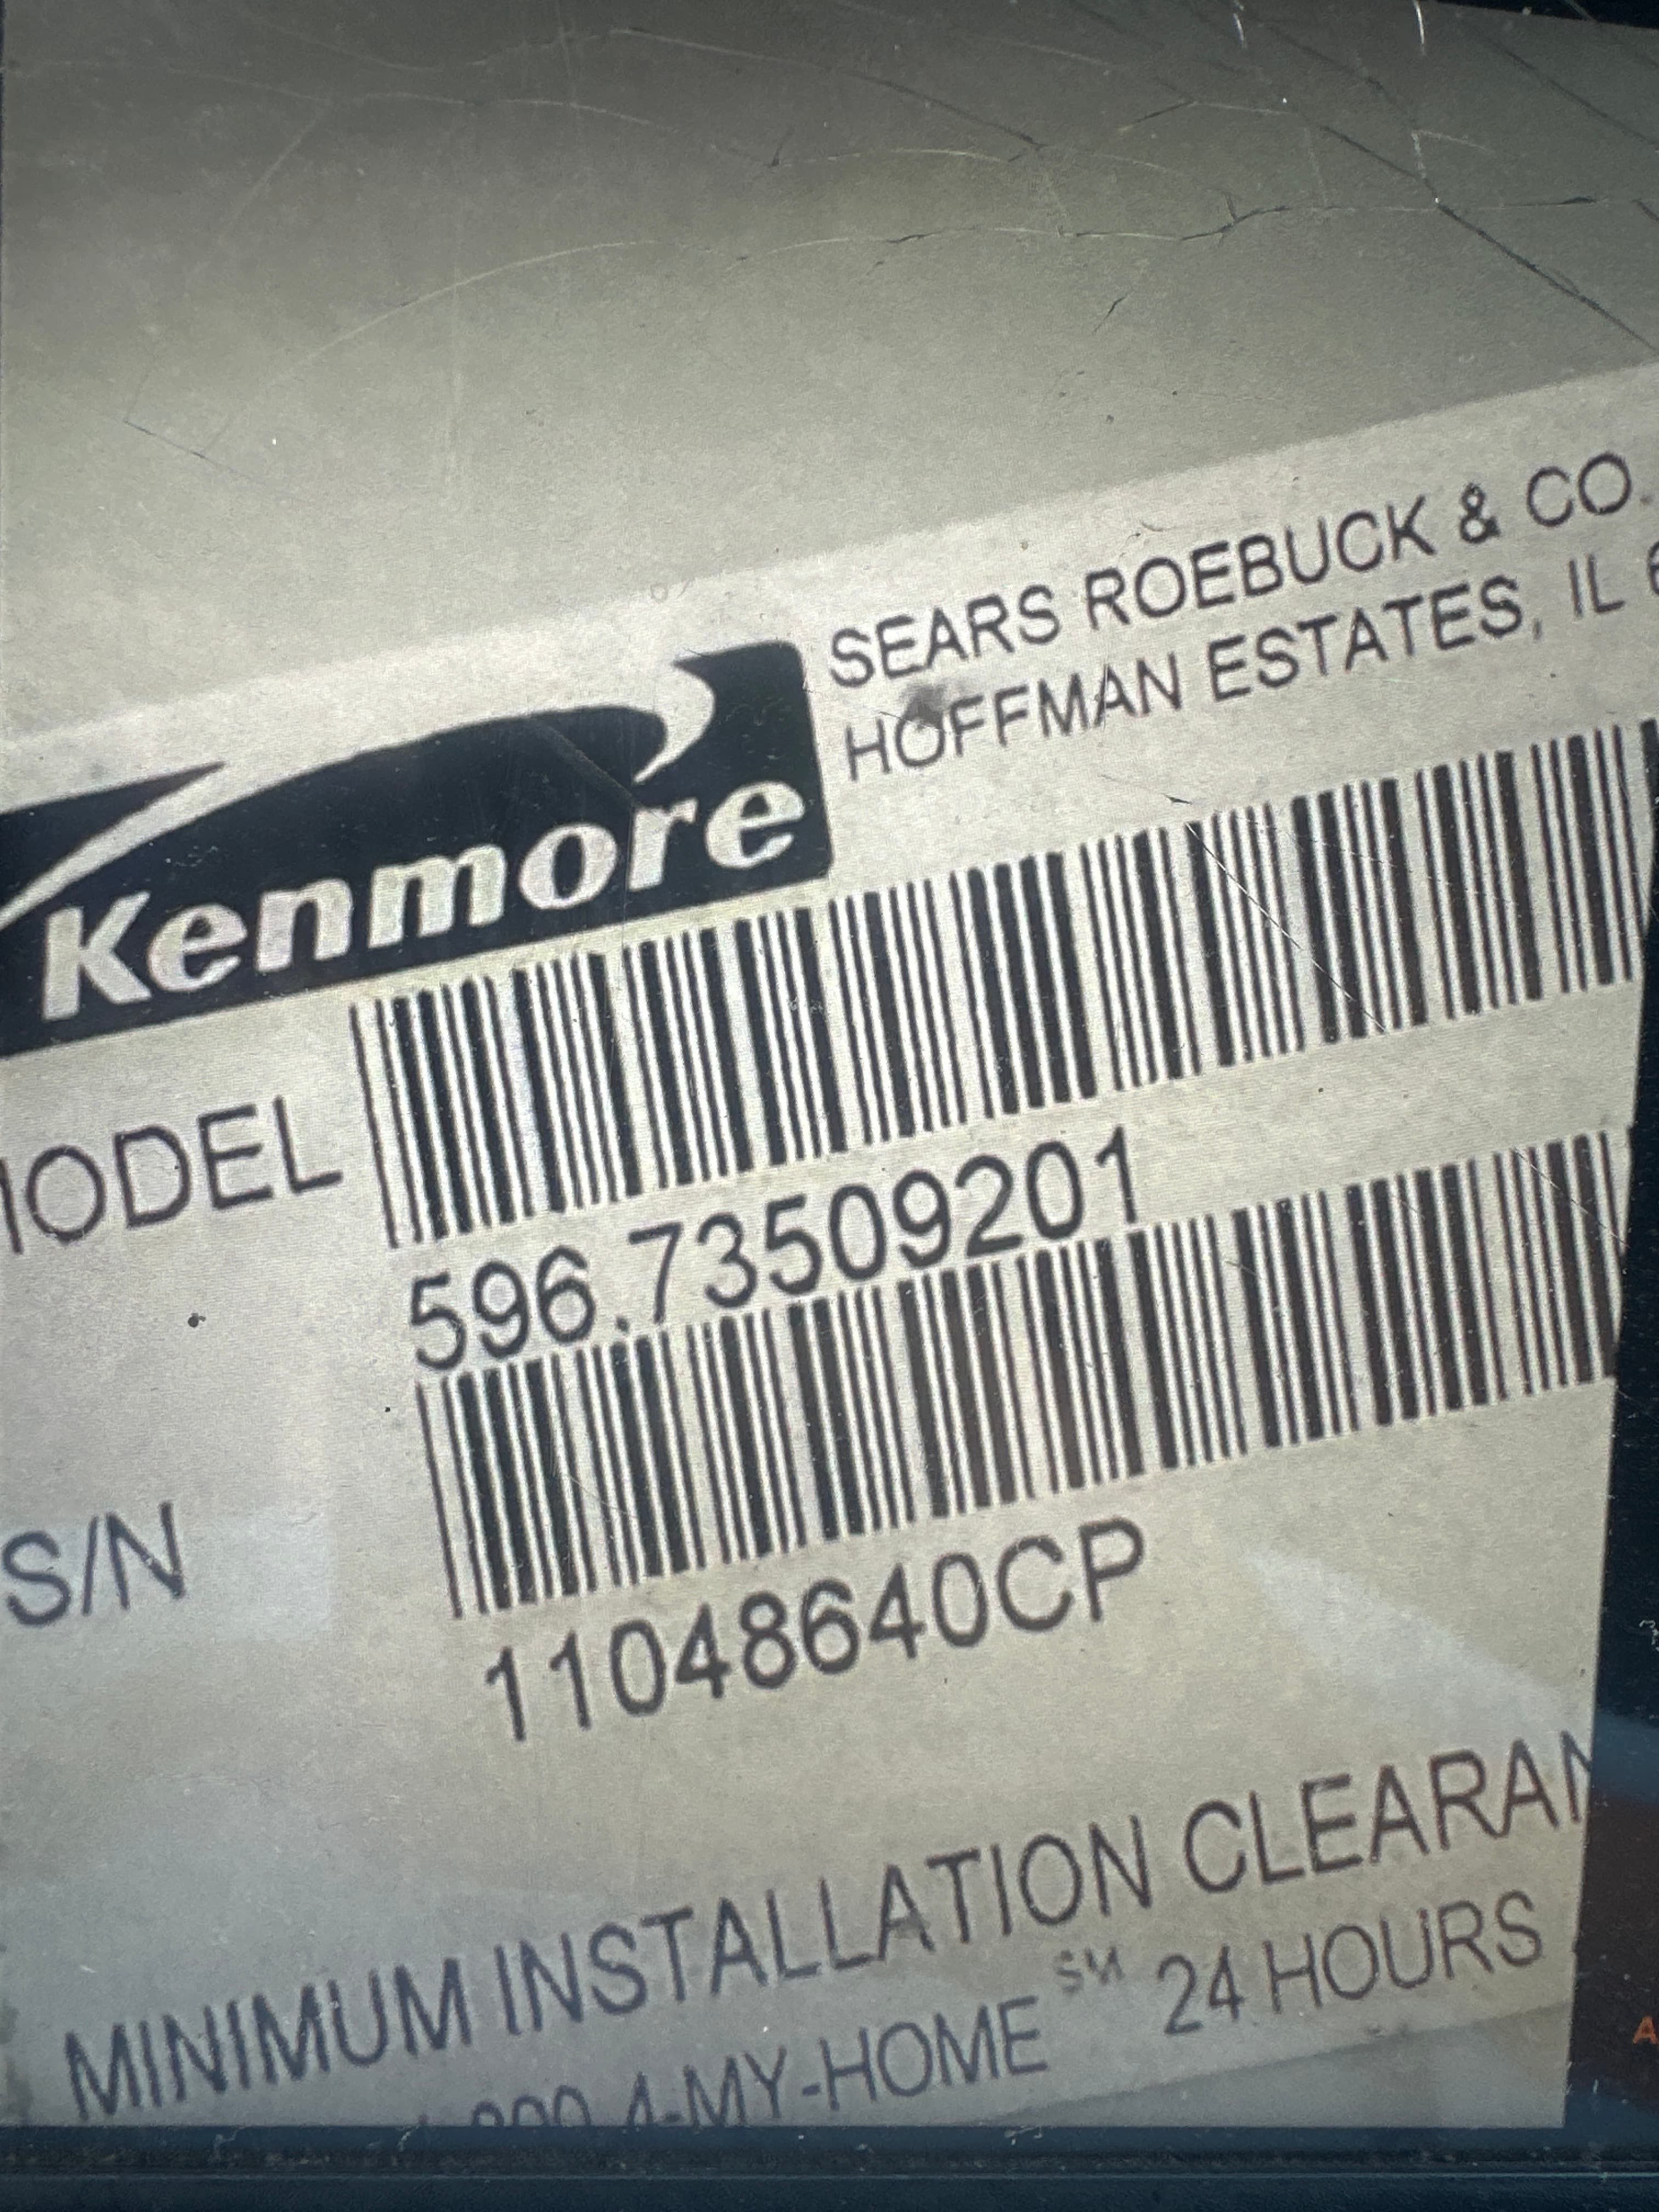 SEARS ROEBUCK & CO.
HOFFMAN ESTATES, IL
Kenmore
MODEL
596.73509201
S/N
11048640CP
MINIMUM INSTALLATION
4-MY-HOME SM 24 HOURS